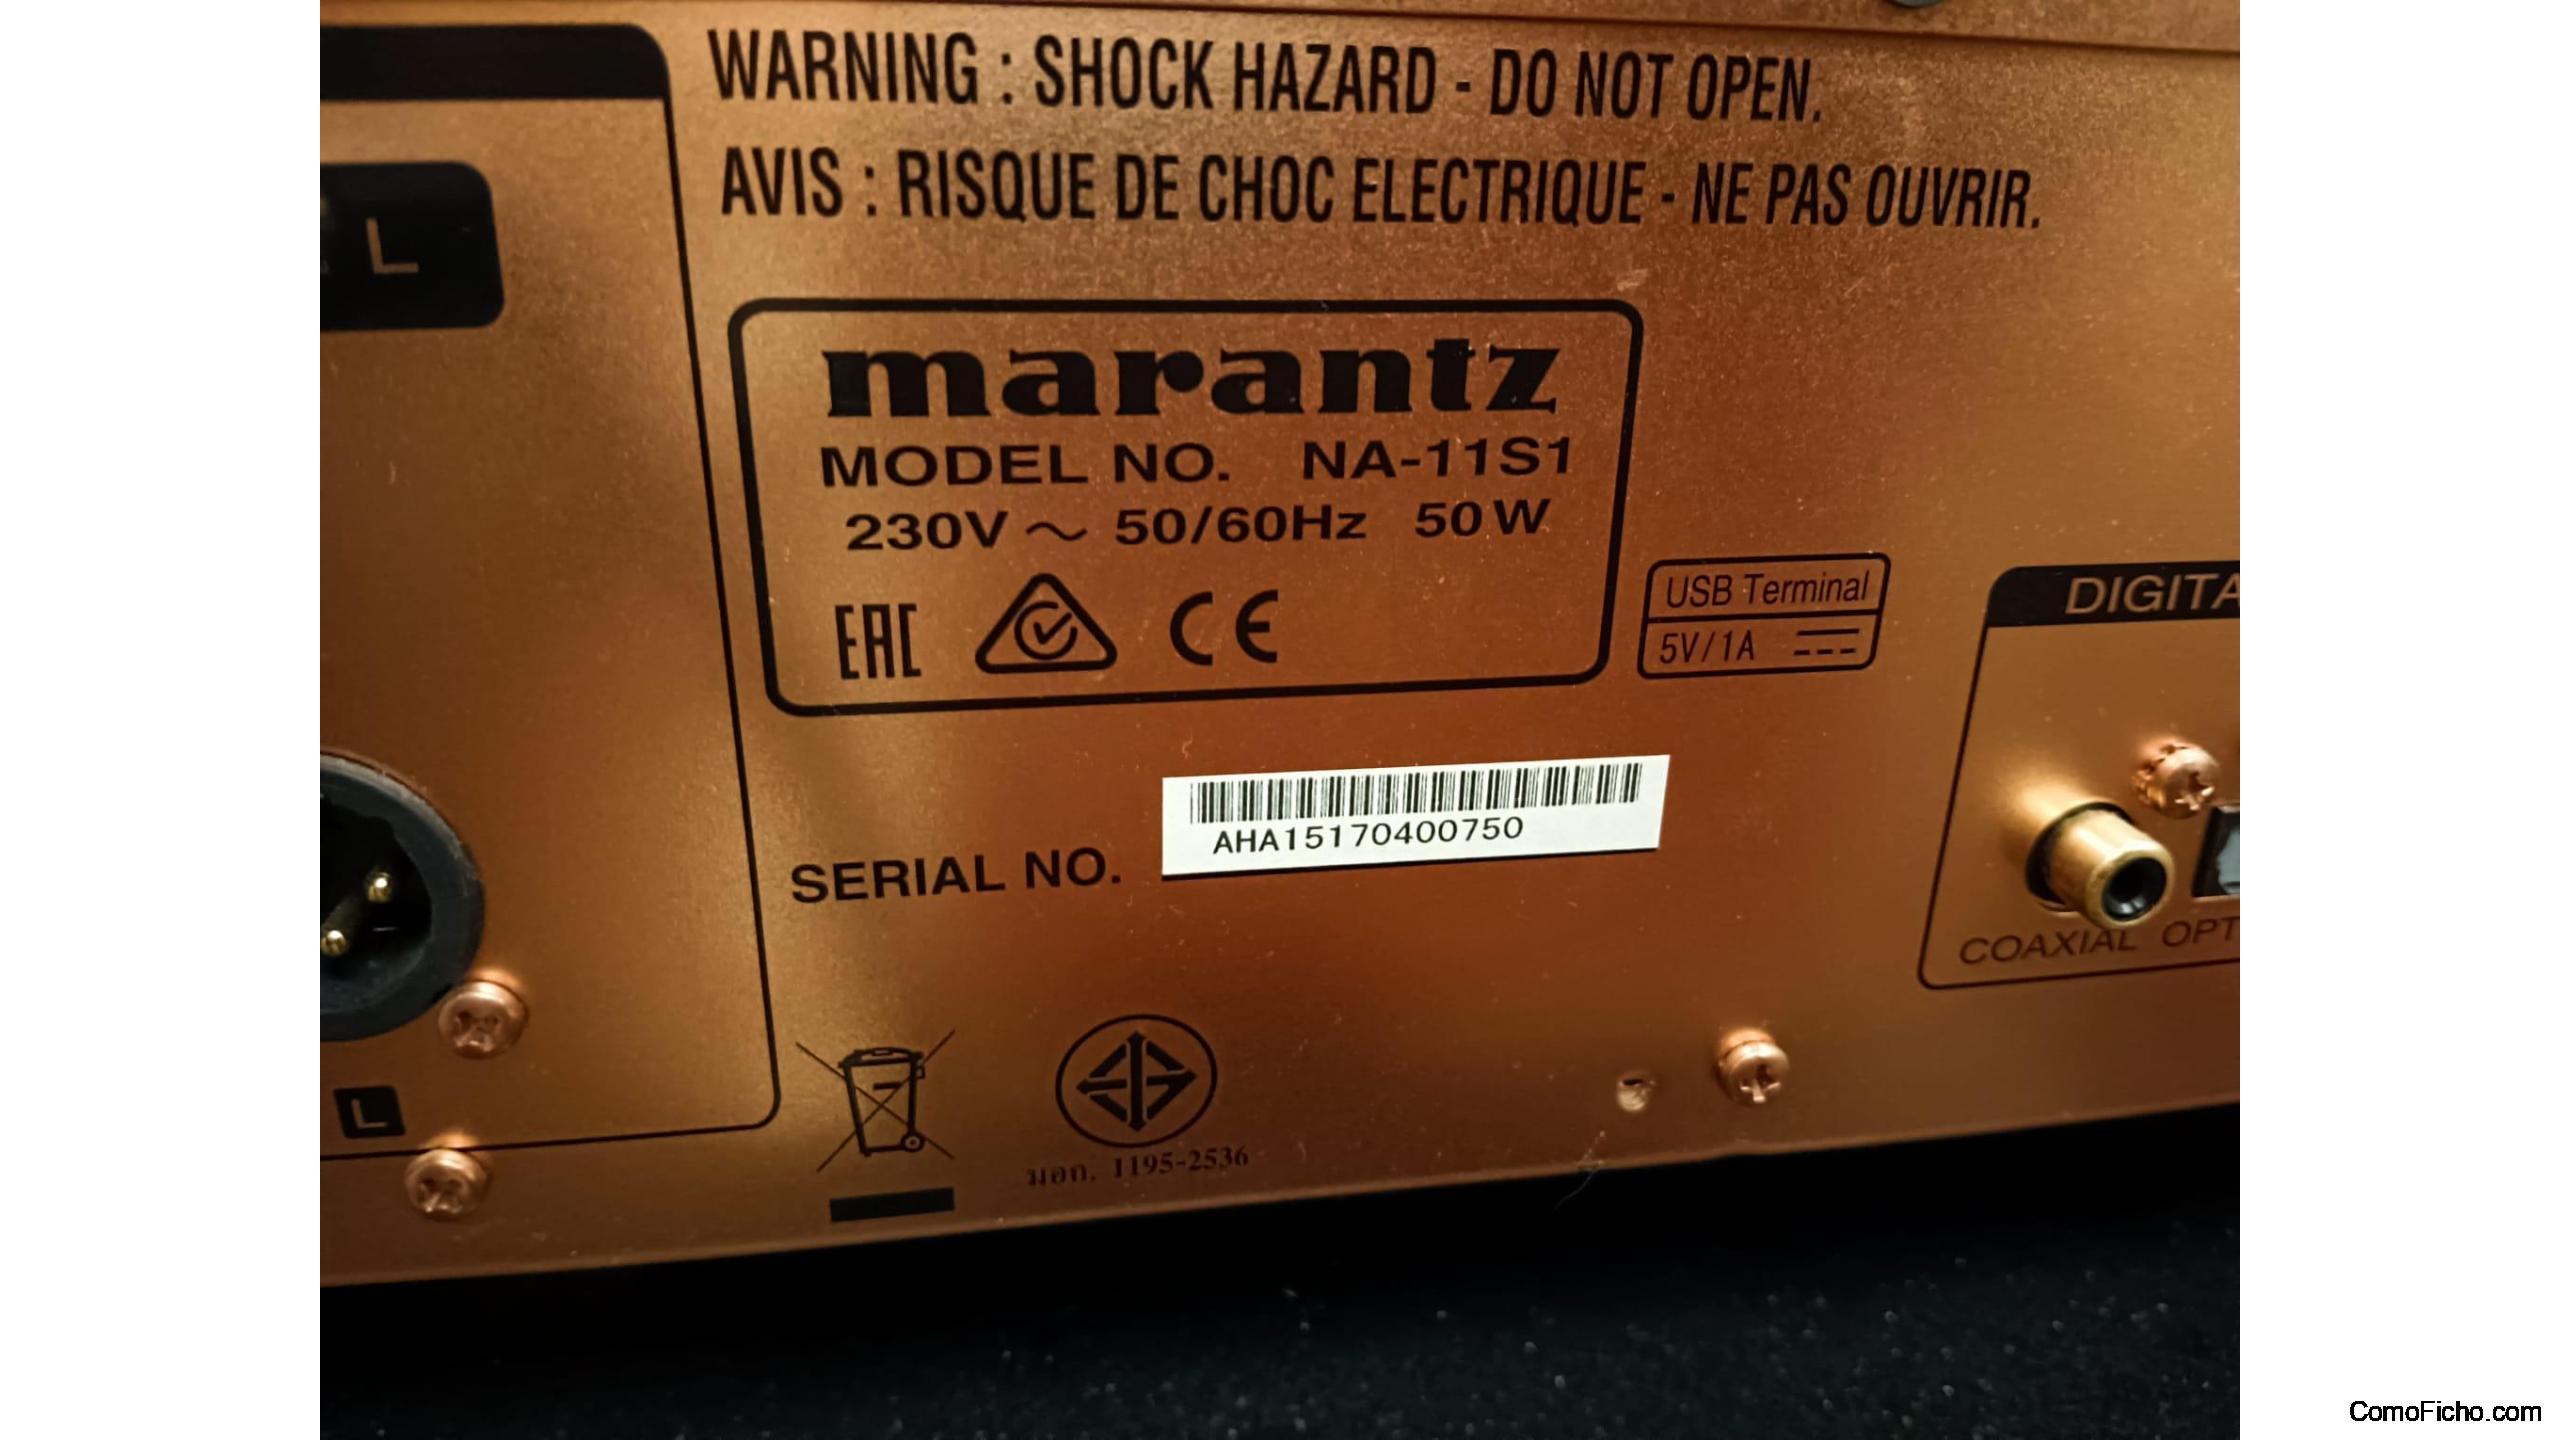 WARNING : SHOCK HAZARD - DO NOT OPEN.
AVIS : RISQUE DE CHOC ELECTRIQUE - NE PAS OUVRIR.
L
marantz
MODEL NO. NA-11S1
230V ～ 50/60Hz 50W
EAC
CE
USB Terminal
5V/1A
DIGITA
AHA15170400750
SERIAL NO.
COAXIAL OPT
L
มอก. 1195-2536
ComoFicho.com